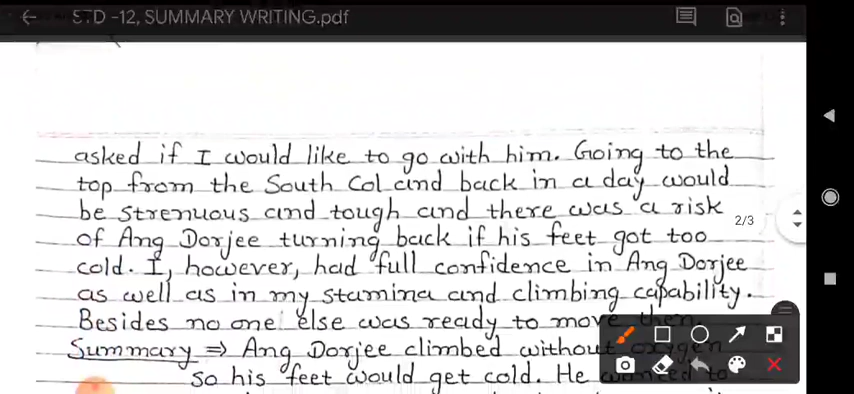 STD -12, SUMMARY WRITING.pdf
asked if I would like to go with him. Going to the
top from the South Col and back in a day would
be strenuous and tough and there was a risk
2/3
of Ang Dorjee turning back if his feet got too
cold. I, however, had full confidence in Ang Dorjee
as well as in my stamina and climbing capability.
Besides no one else was ready to move then.
Summary ⇒ Ang Dorjee climbed without oxygen
so his feet would get cold. He wanted to